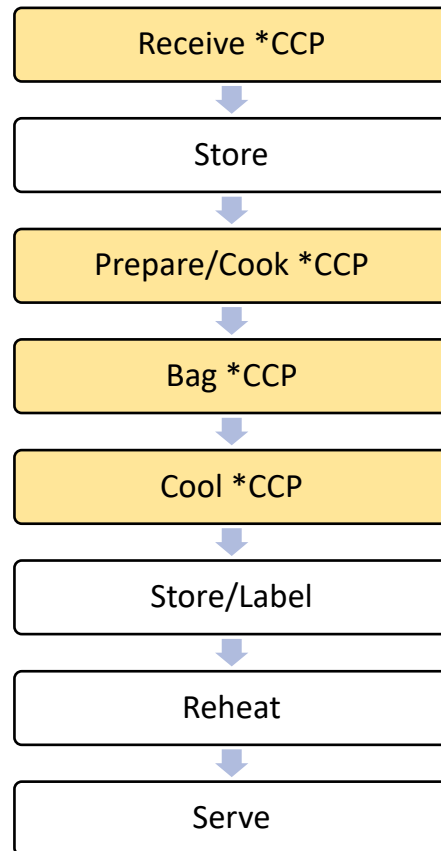 Receive *CCP
Store
Prepare/Cook *CCP
Bag *CCP
Cool *CCP
Store/Label
Reheat
Serve